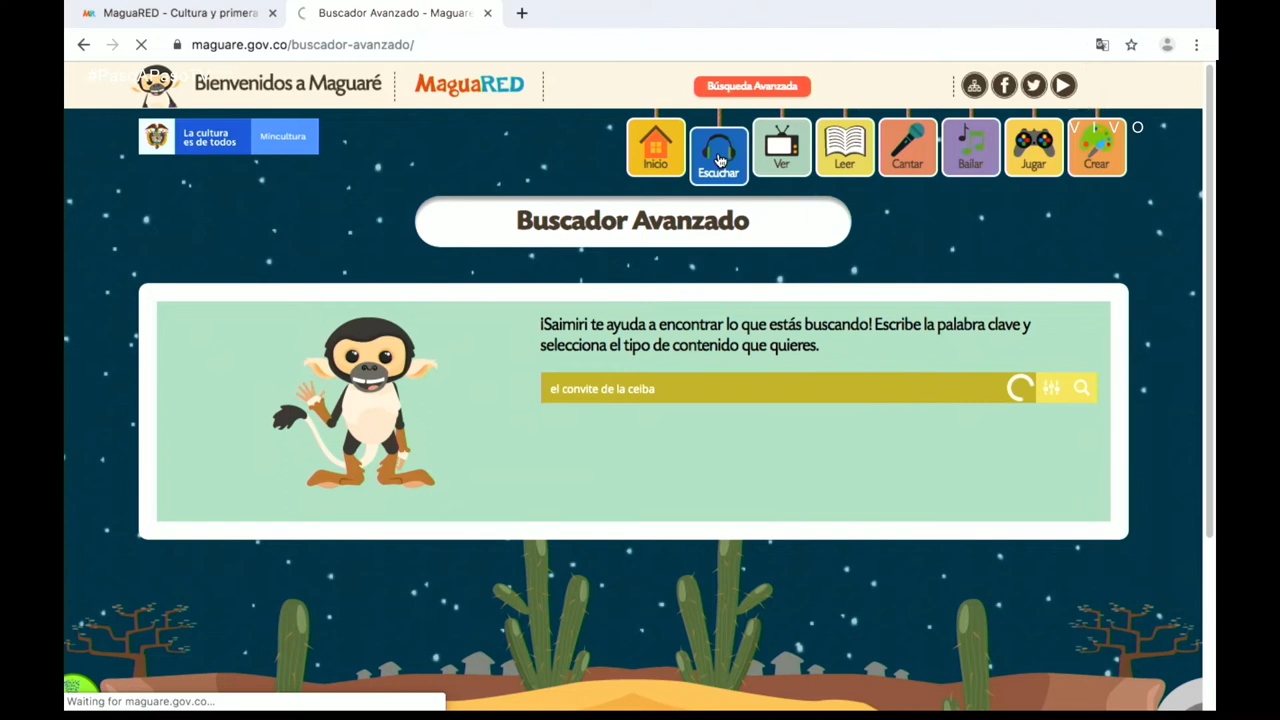 MaguaRED - Cultura y primera
Buscador Avanzado - Maguare
maguare.gov.co/buscador-avanzado/
#PasoAPasoTV
Bienvenidos a Maguaré
MaguaRED
Búsqueda Avanzada
VIVO
La cultura
es de todos
Mincultura
Inicio
Escuchar
Ver
Leer
Cantar
Bailar
Jugar
Crear
Buscador Avanzado
¡Saimiri te ayuda a encontrar lo que estás buscando! Escribe la palabra clave y
selecciona el tipo de contenido que quieres.
el convite de la ceiba
Waiting for maguare.gov.co...